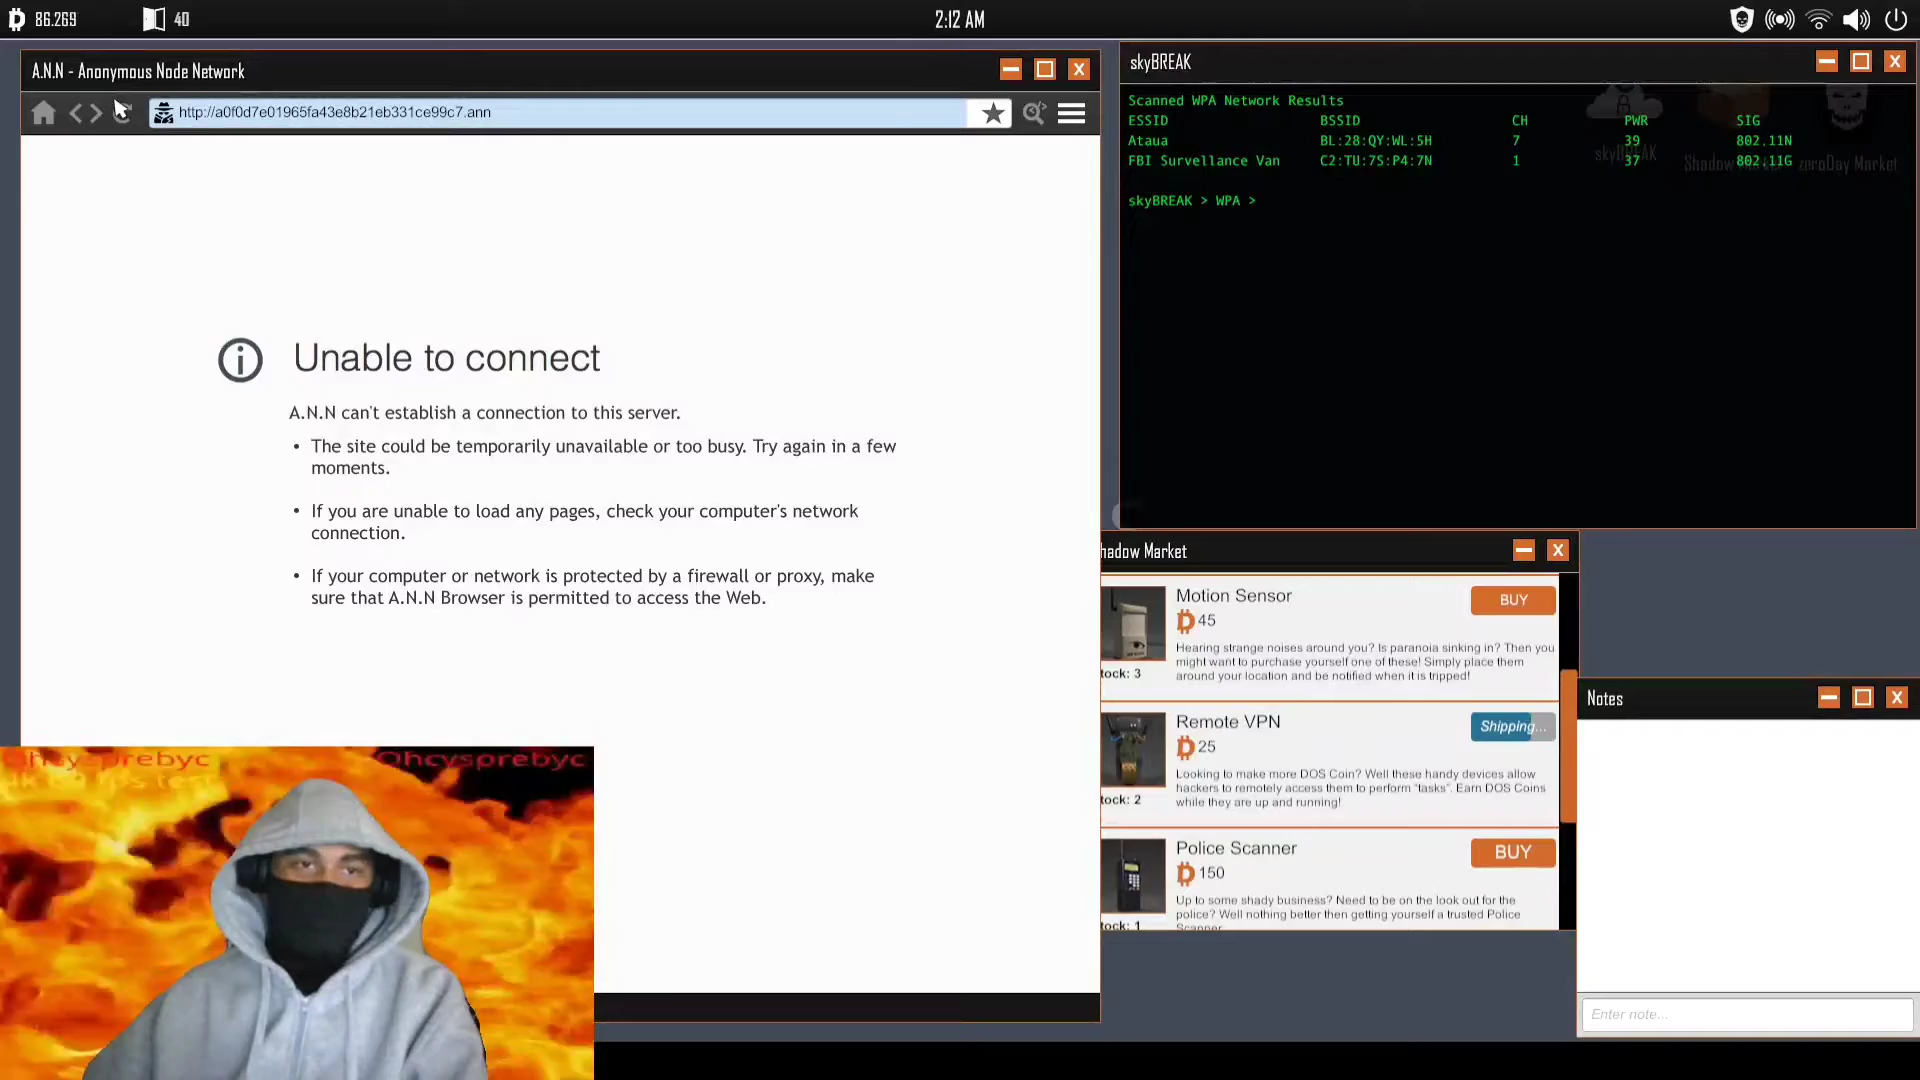 86.269
40
2:12 AM
A.N.N - Anonymous Node Network
http://a0f0d7e01965fa43e8b21eb331ce99c7.ann
Unable to connect
A.N.N can't establish a connection to this server.
• The site could be temporarily unavailable or too busy. Try again in a few
moments.
• If you are unable to load any pages, check your computer's network
connection.
• If your computer or network is protected by a firewall or proxy, make
sure that A.N.N Browser is permitted to access the Web.
skyBREAK
Scanned WPA Network Results
ESSID BSSID CH PWR SIG
Ataua BL:28:QY:WL:5H 7 39 802.11N
FBI Survellance Van C2:TU:7S:P4:7N 1 37 802.11G
skyBREAK > WPA >
skyBREAK
zeroDay Market
hadow Market
Motion Sensor
BUY
45
Hearing strange noises around you? Is paranoia sinking in? Then you
might want to purchase yourself one of these! Simply place them
around your location and be notified when it is tripped!
tock: 3
Remote VPN
Shipping...
25
Looking to make more DOS Coin? Well these handy devices allow
hackers to remotely access them to perform "tasks". Earn DOS Coins
while they are up and running!
tock: 2
Police Scanner
BUY
150
Up to some shady business? Need to be on the look out for the
police? Well nothing better then getting yourself a trusted Police
Scanner
tock: 1
Notes
Enter note...
Qhcysprebyc